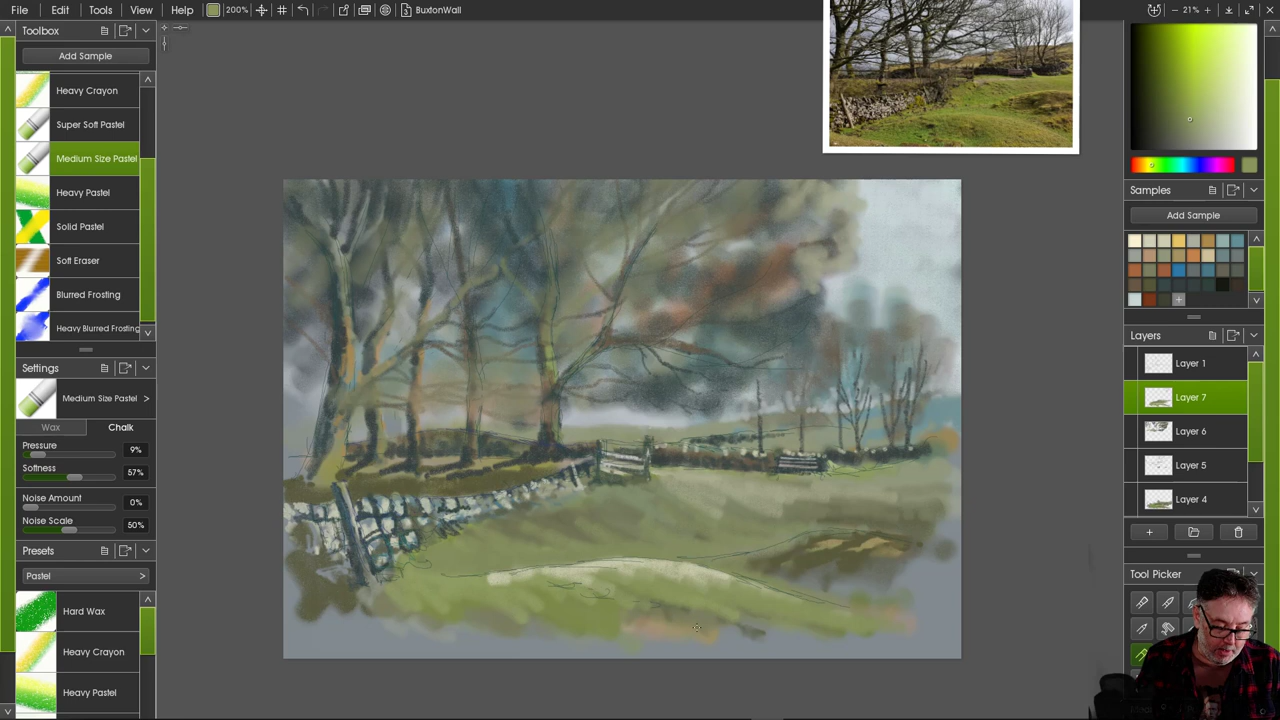 File Edit Tools View Help 200% BuxtonWall 21%
Toolbox
Add Sample
Heavy Crayon
Super Soft Pastel
Medium Size Pastel
Heavy Pastel
Solid Pastel
Soft Eraser
Blurred Frosting
Heavy Blurred Frosting
Settings
Medium Size Pastel >
Wax Chalk
Pressure 9%
Softness 57%
Noise Amount 0%
Noise Scale 50%
Presets
Pastel >
Hard Wax
Heavy Crayon
Heavy Pastel
Samples
Add Sample
Layers
Layer 1
Layer 7
Layer 6
Layer 5
Layer 4
Tool Picker